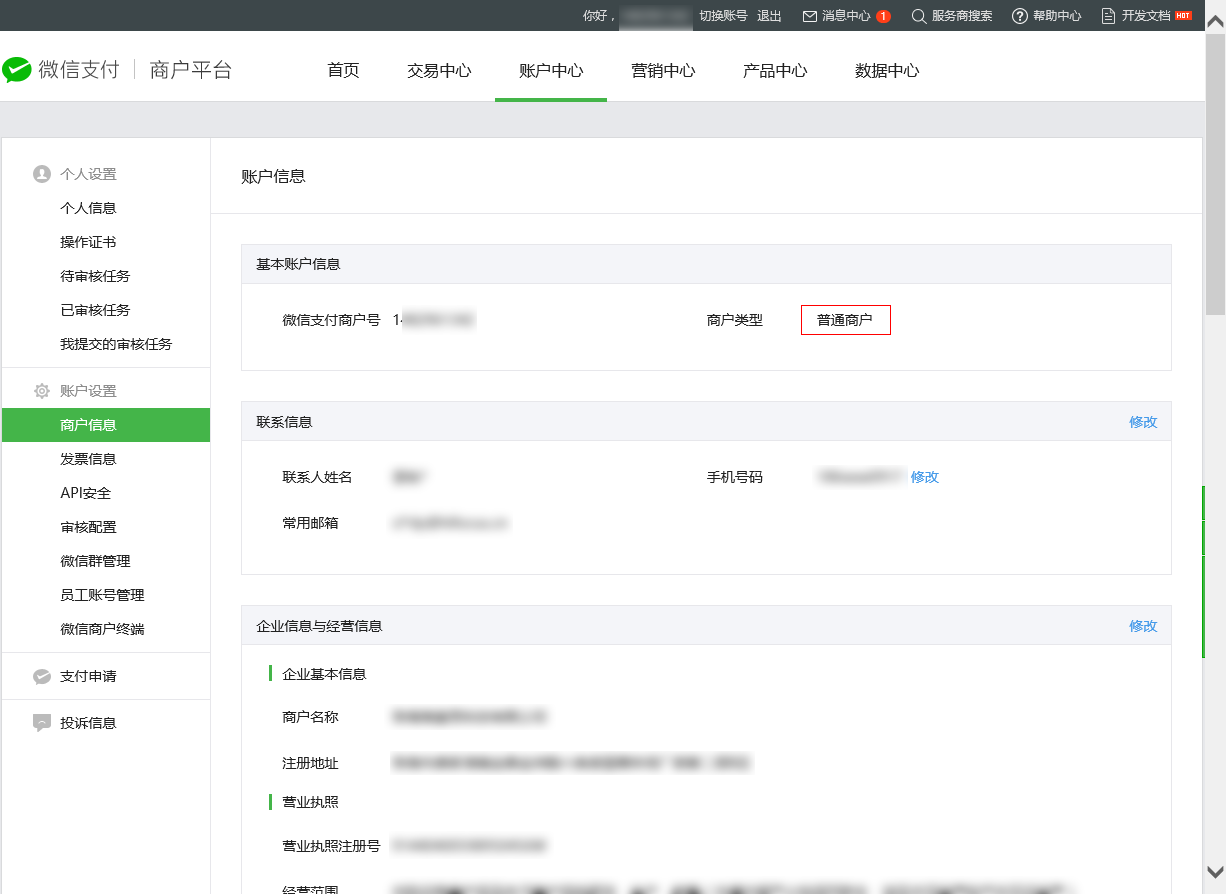 你好，
切换账号 退出 消息中心 1 服务商搜索 帮助中心 开发文档 HOT
微信支付 商户平台 首页 交易中心 账户中心 营销中心 产品中心 数据中心
个人设置
个人信息
操作证书
待审核任务
已审核任务
我提交的审核任务
账户设置
商户信息
发票信息
API安全
审核配置
微信群管理
员工账号管理
微信商户终端
支付申请
投诉信息
账户信息
基本账户信息
微信支付商户号 14 商户类型 普通商户
联系信息 修改
联系人姓名 手机号码 修改
常用邮箱
企业信息与经营信息 修改
企业基本信息
商户名称
注册地址
营业执照
营业执照注册号
经营范围